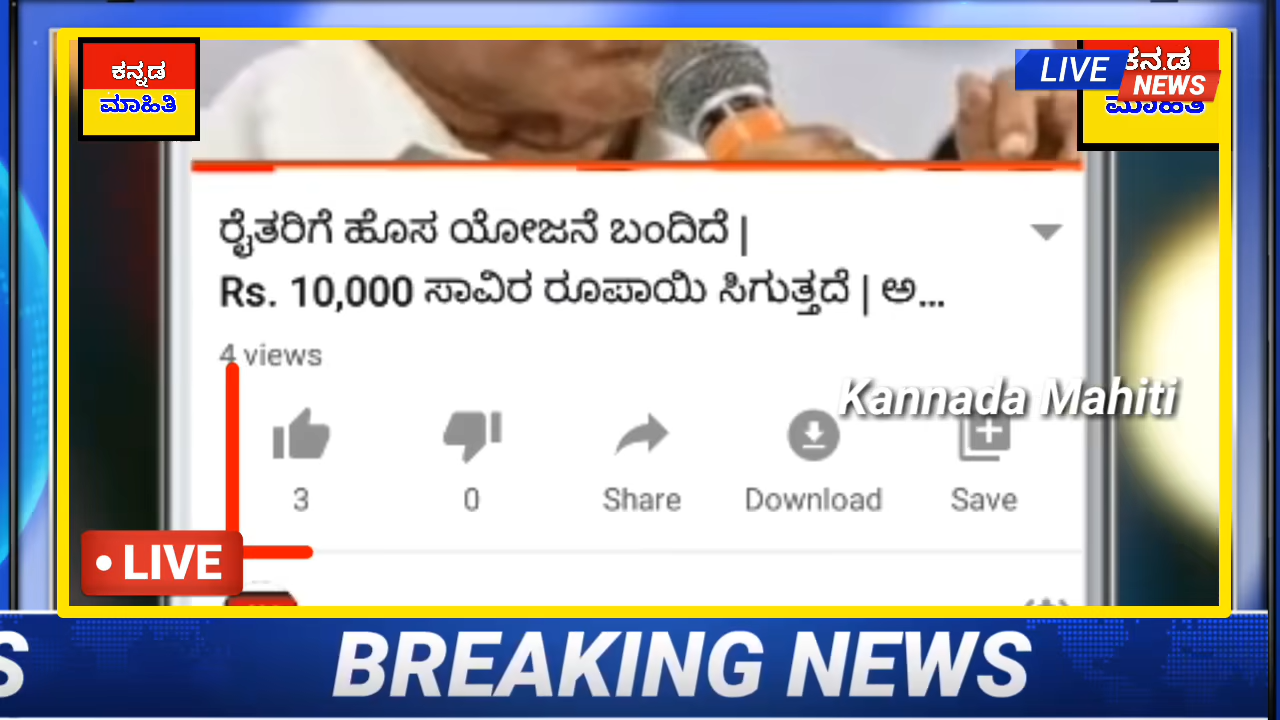 ಕನ್ನಡ
ಮಾಹಿತಿ
LIVE
NEWS
ಕನ.ಡ
ಮಾಹಿತಿ
ರೈತರಿಗೆ ಹೊಸ ಯೋಜನೆ ಬಂದಿದೆ |
Rs. 10,000 ಸಾವಿರ ರೂಪಾಯಿ ಸಿಗುತ್ತದೆ | ಅ...
4 views
Kannada Mahiti
3 0 Share Download Save
• LIVE
S BREAKING NEWS